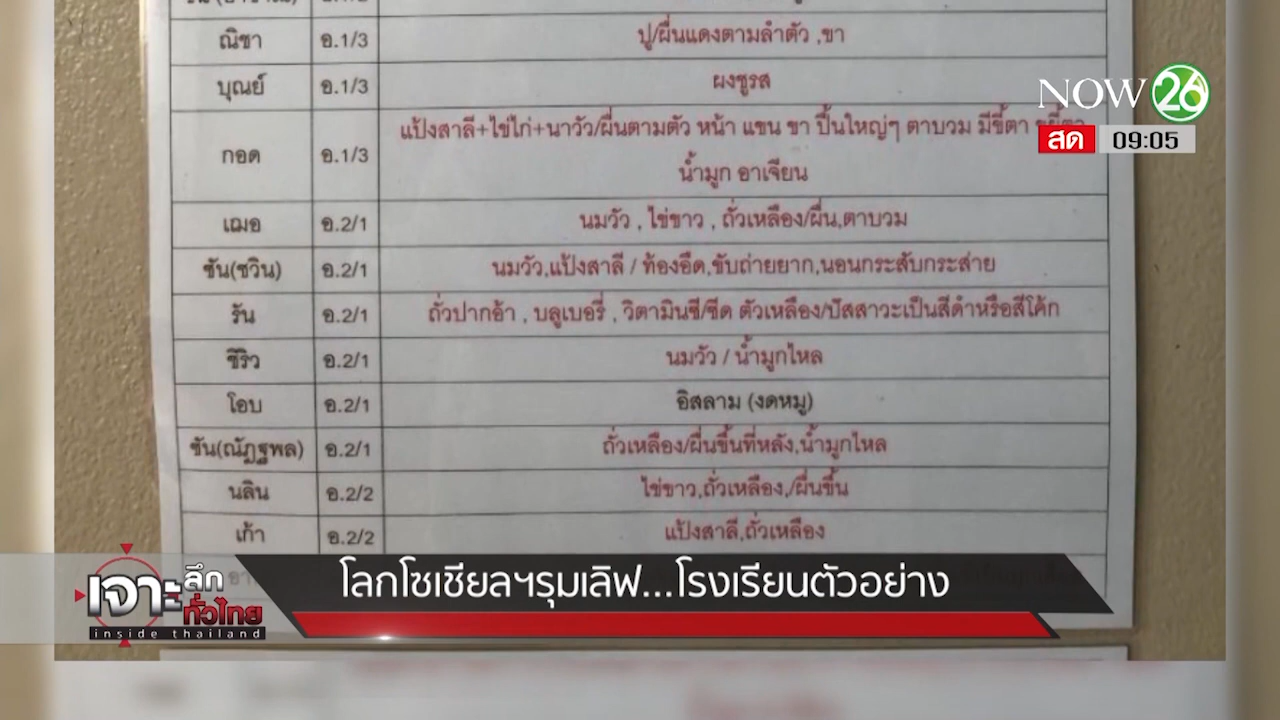 ณิชา อ.1/3 ปู/ผื่นแดงตามลำตัว ,ขา
บุณย์ อ.1/3 ผงชูรส
กอด อ.1/3 แป้งสาลี+ไข่ไก่+นาวัว/ผื่นตามตัว หน้า แขน ขา ปื้นใหญ่ๆ ตาบวม มีขี้ตา ขยี้ตา
น้ำมูก อาเจียน
เฌอ อ.2/1 นมวัว , ไข่ขาว , ถั่วเหลือง/ผื่น,ตาบวม
ชัน(ชวิน) อ.2/1 นมวัว,แป้งสาลี / ท้องอืด,ขับถ่ายยาก,นอนกระสับกระส่าย
รัน อ.2/1 ถั่วปากอ้า , บลูเบอรี่ , วิตามินซี/ซีด ตัวเหลือง/ปัสสาวะเป็นสีดำหรือสีโค้ก
ชิริว อ.2/1 นมวัว / น้ำมูกไหล
โอบ อ.2/1 อิสลาม (งดหมู)
ชัน(ณัฏฐพล) อ.2/1 ถั่วเหลือง/ผื่นขึ้นที่หลัง,น้ำมูกไหล
นลิน อ.2/2 ไข่ขาว,ถั่วเหลือง,/ผื่นขึ้น
เก้า อ.2/2 แป้งสาลี,ถั่วเหลือง
NOW 26
สด 09:05
โลกโซเชียลฯรุมเลิฟ...โรงเรียนตัวอย่าง
เจาะลึกทั่วไทย
inside thailand